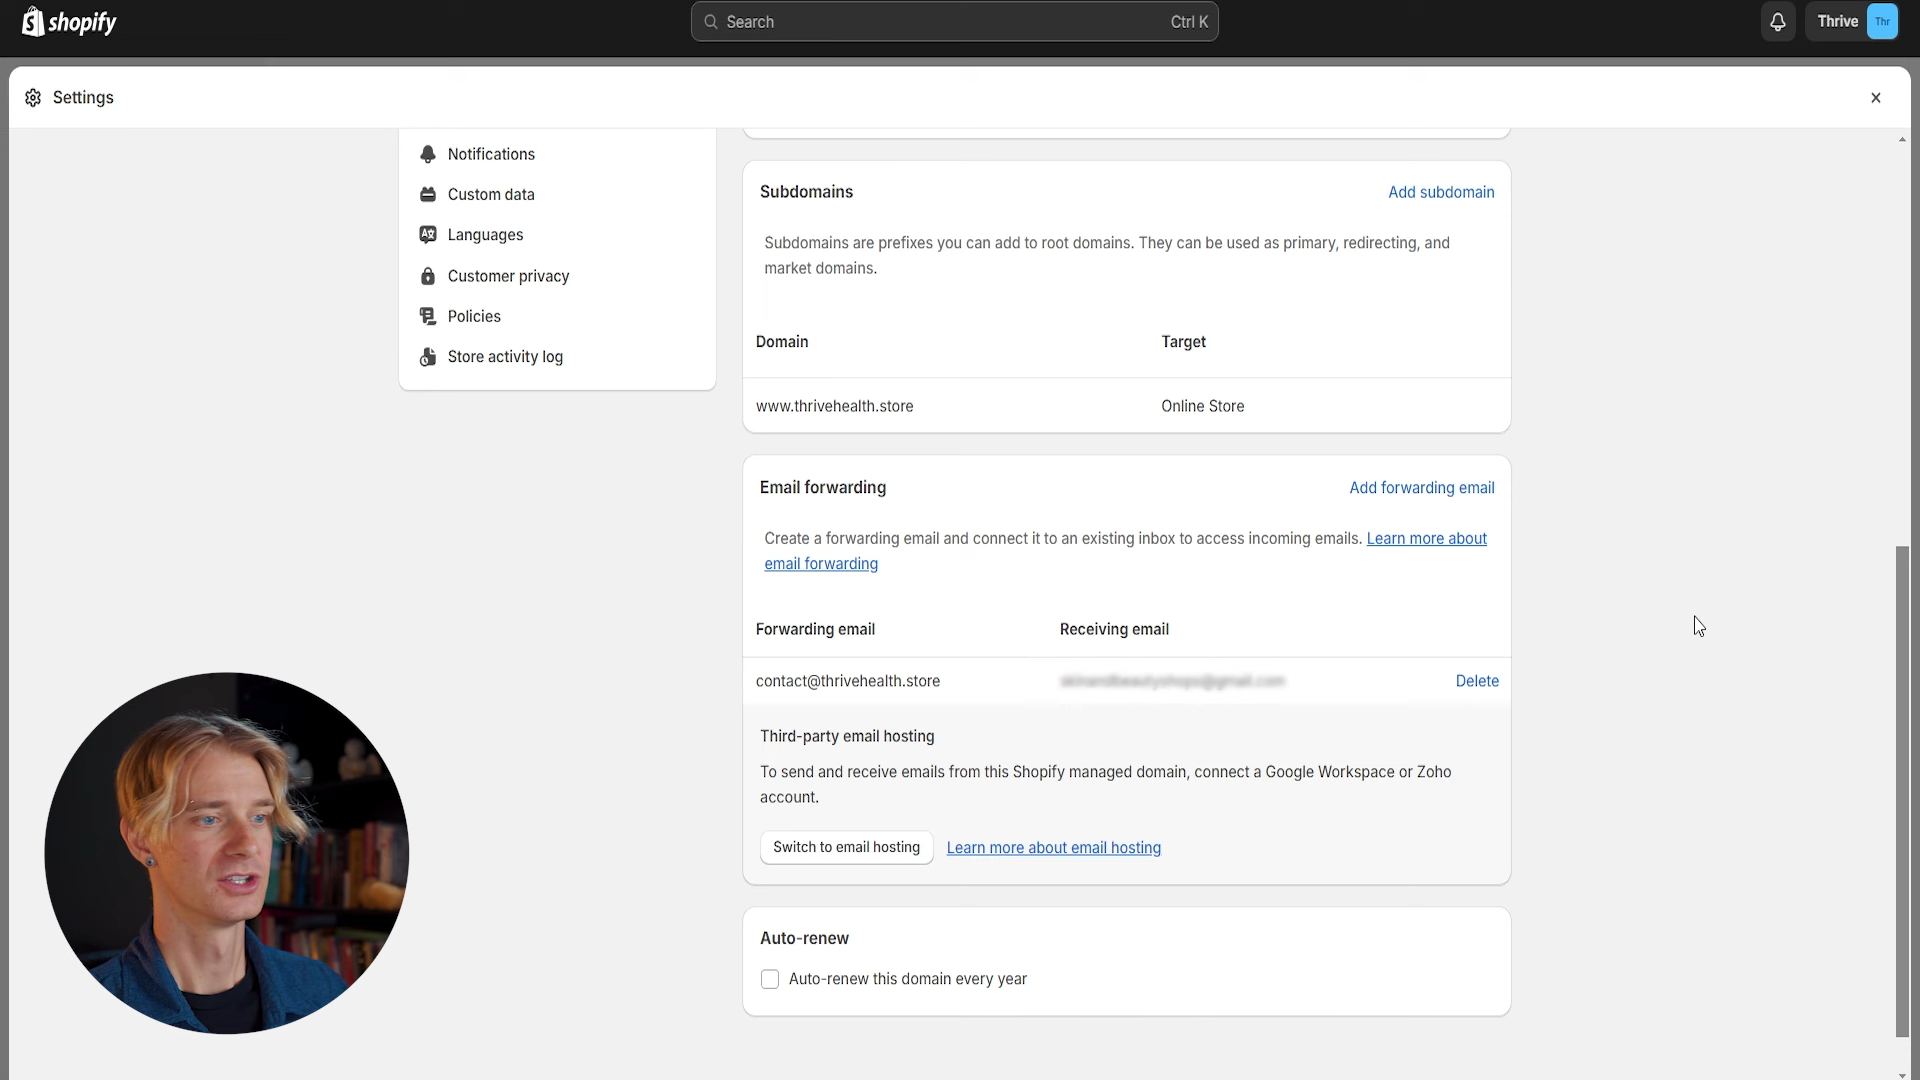 shopify
Search
Ctrl K
Thrive
Thr
Settings
Notifications
Custom data
Languages
Customer privacy
Policies
Store activity log
Subdomains
Add subdomain
Subdomains are prefixes you can add to root domains. They can be used as primary, redirecting, and
market domains.
Domain
Target
www.thrivehealth.store
Online Store
Email forwarding
Add forwarding email
Create a forwarding email and connect it to an existing inbox to access incoming emails. Learn more about
email forwarding
Forwarding email
Receiving email
contact@thrivehealth.store
Delete
Third-party email hosting
To send and receive emails from this Shopify managed domain, connect a Google Workspace or Zoho
account.
Switch to email hosting
Learn more about email hosting
Auto-renew
Auto-renew this domain every year